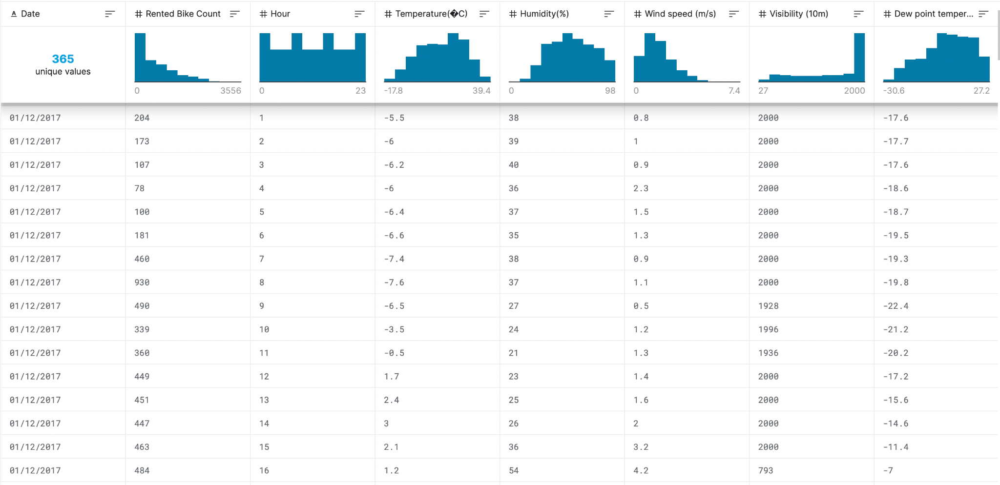 Date Rented Bike Count Hour Temperature(�C) Humidity(%) Wind speed (m/s) Visibility (10m) Dew point temper...
365
unique values
0 3556 0 23 -17.8 39.4 0 98 0 7.4 27 2000 -30.6 27.2
01/12/2017 204 1 -5.5 38 0.8 2000 -17.6
01/12/2017 173 2 -6 39 1 2000 -17.7
01/12/2017 107 3 -6.2 40 0.9 2000 -17.6
01/12/2017 78 4 -6 36 2.3 2000 -18.6
01/12/2017 100 5 -6.4 37 1.5 2000 -18.7
01/12/2017 181 6 -6.6 35 1.3 2000 -19.5
01/12/2017 460 7 -7.4 38 0.9 2000 -19.3
01/12/2017 930 8 -7.6 37 1.1 2000 -19.8
01/12/2017 490 9 -6.5 27 0.5 1928 -22.4
01/12/2017 339 10 -3.5 24 1.2 1996 -21.2
01/12/2017 360 11 -0.5 21 1.3 1936 -20.2
01/12/2017 449 12 1.7 23 1.4 2000 -17.2
01/12/2017 451 13 2.4 25 1.6 2000 -15.6
01/12/2017 447 14 3 26 2 2000 -14.6
01/12/2017 463 15 2.1 36 3.2 2000 -11.4
01/12/2017 484 16 1.2 54 4.2 793 -7